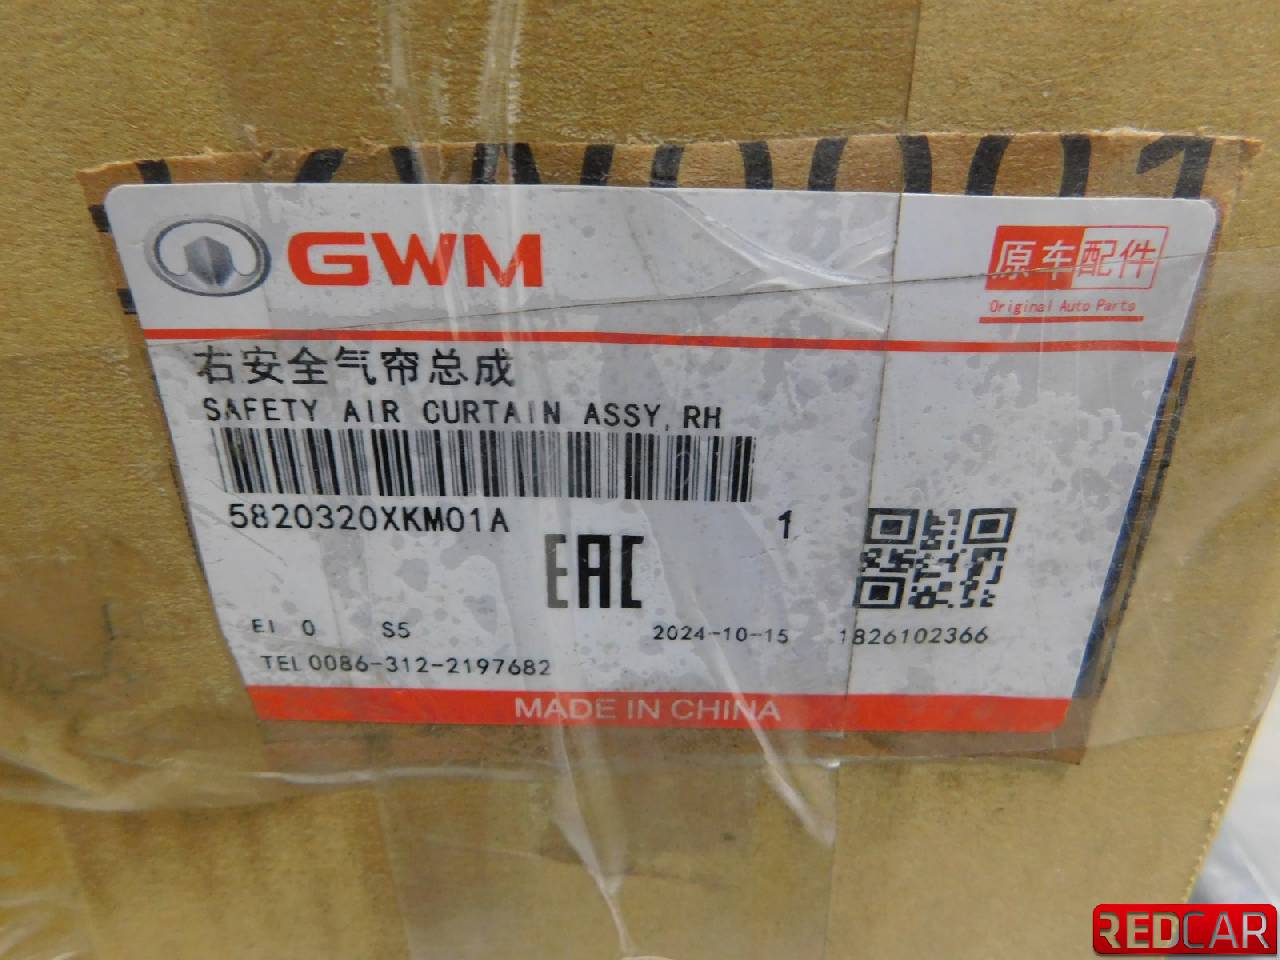 GWM
原车配件
Original Auto Parts
右安全气帘总成
SAFETY AIR CURTAIN ASSY,RH
5820320XKM01A
1
EAC
EI 0 S5
2024-10-15
1826102366
TEL 0086-312-2197682
MADE IN CHINA
REDCAR